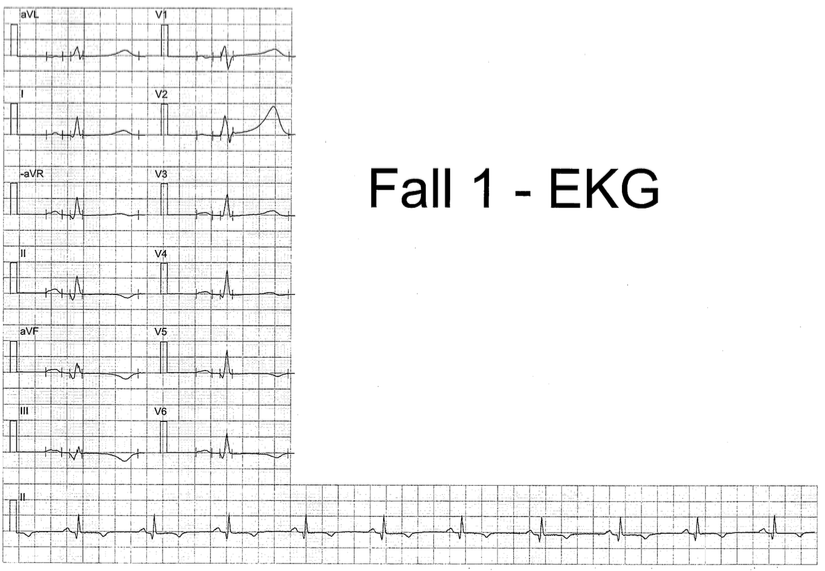 aVL V1
I V2
-aVR V3
Fall 1 - EKG
II V4
aVF V5
III V6
II